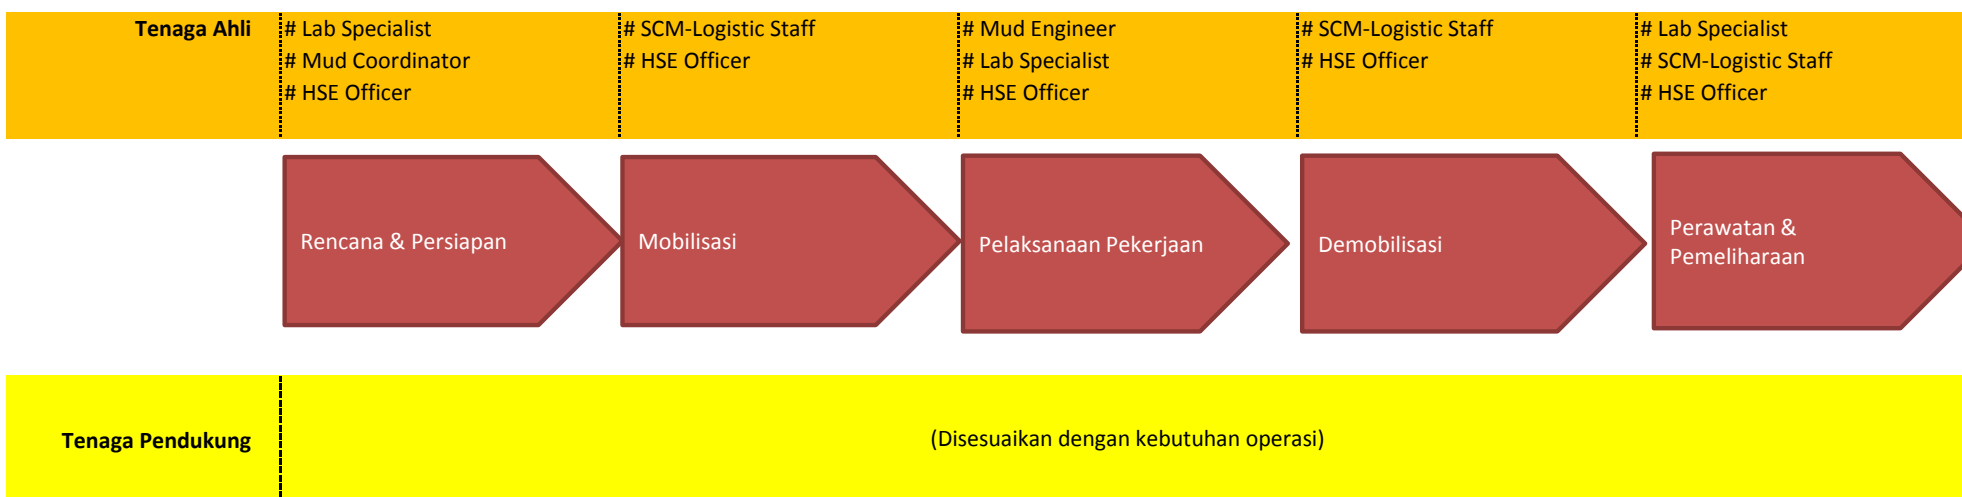 Tenaga Ahli
# Lab Specialist
# Mud Coordinator
# HSE Officer
# SCM-Logistic Staff
# HSE Officer
# Mud Engineer
# Lab Specialist
# HSE Officer
# SCM-Logistic Staff
# HSE Officer
# Lab Specialist
# SCM-Logistic Staff
# HSE Officer
Rencana & Persiapan
Mobilisasi
Pelaksanaan Pekerjaan
Demobilisasi
Perawatan &
Pemeliharaan
Tenaga Pendukung
(Disesuaikan dengan kebutuhan operasi)